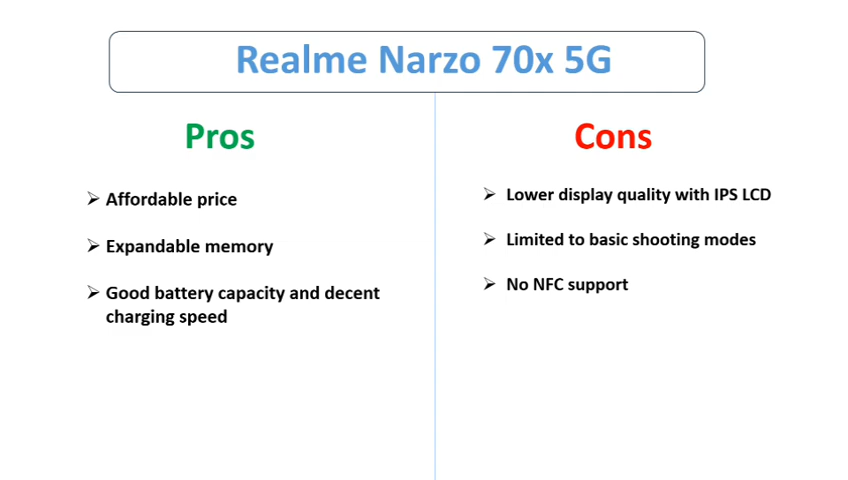 Realme Narzo 70x 5G
Pros
➢ Affordable price
➢ Expandable memory
➢ Good battery capacity and decent
charging speed
Cons
➢ Lower display quality with IPS LCD
➢ Limited to basic shooting modes
➢ No NFC support